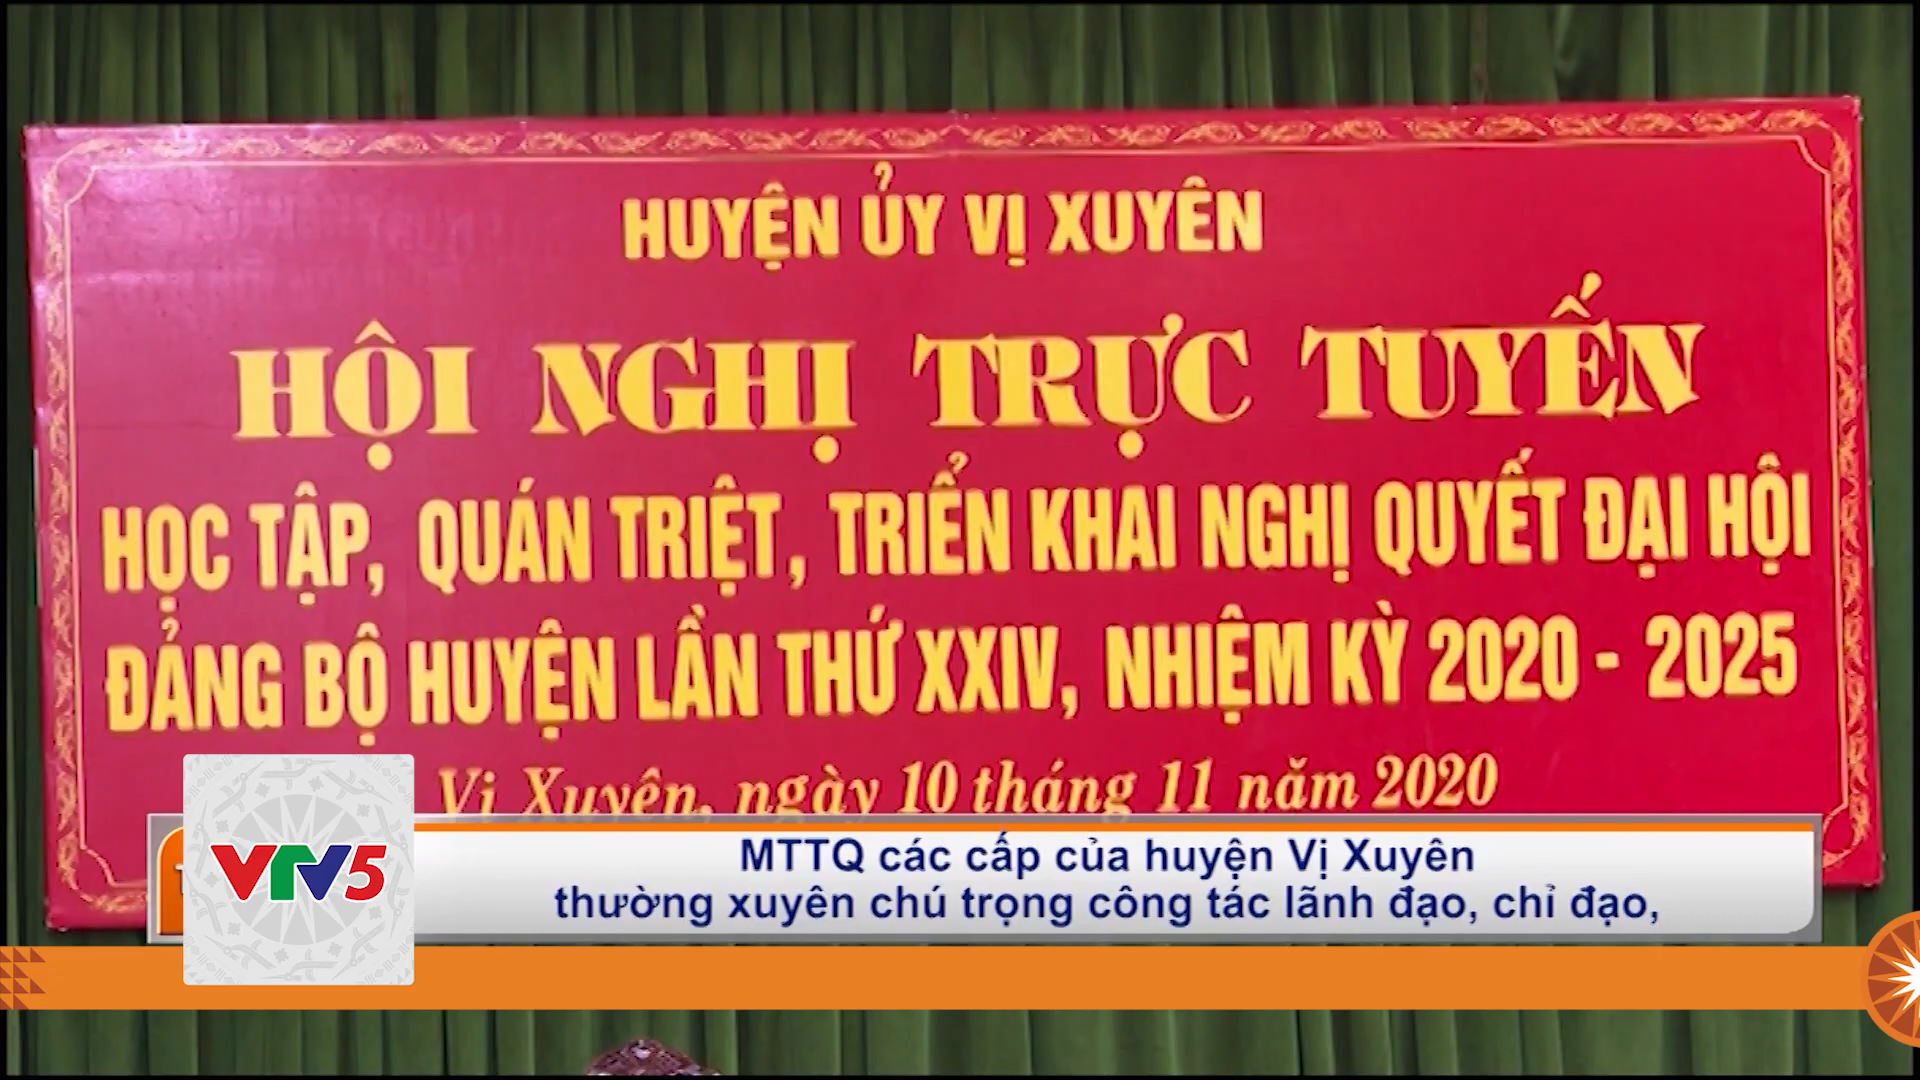 HUYỆN ỦY VỊ XUYÊN
HỘI NGHỊ TRỰC TUYẾN
HỌC TẬP, QUÁN TRIỆT, TRIỂN KHAI NGHỊ QUYẾT ĐẠI HỘI
ĐẢNG BỘ HUYỆN LẦN THỨ XXIV, NHIỆM KỲ 2020 - 2025
Vị Xuyên, ngày 10 tháng 11 năm 2020
MTTQ các cấp của huyện Vị Xuyên
thường xuyên chú trọng công tác lãnh đạo, chỉ đạo,
VTV5